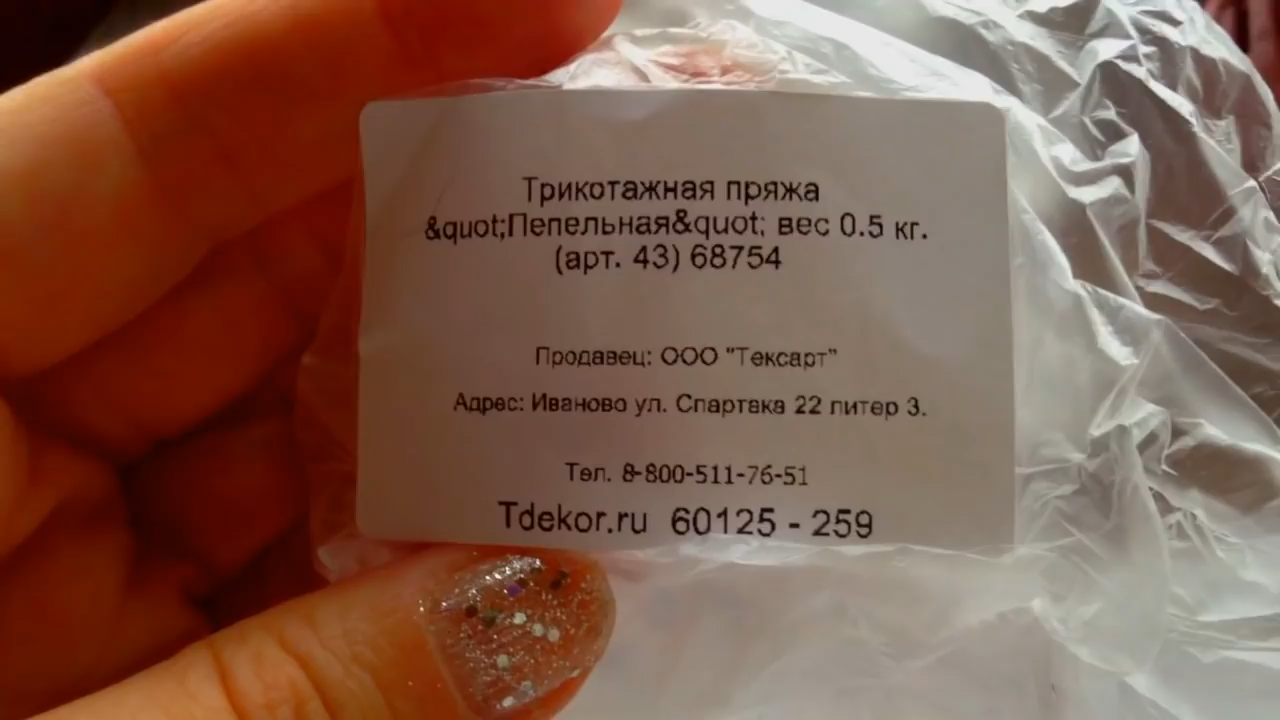 Трикотажная пряжа
&quot;Пепельная&quot; вес 0.5 кг.
(арт. 43) 68754
Продавец: ООО "Тексарт"
Адрес: Иваново ул. Спартака 22 литер 3.
Тел. 8-800-511-76-51
Tdekor.ru 60125 - 259